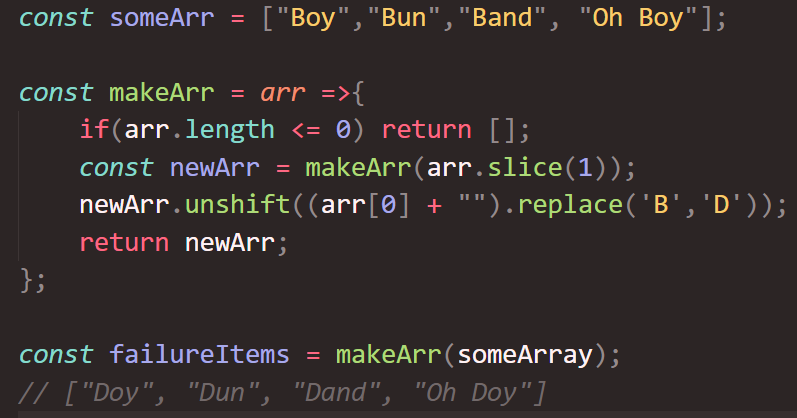 const someArr = ["Boy","Bun","Band", "Oh Boy"];
const makeArr = arr =>{
if(arr.length <= 0) return [];
const newArr = makeArr(arr.slice(1));
newArr.unshift((arr[0] + "").replace('B','D'));
return newArr;
};
const failureItems = makeArr(someArray);
// ["Doy", "Dun", "Dand", "Oh Doy"]